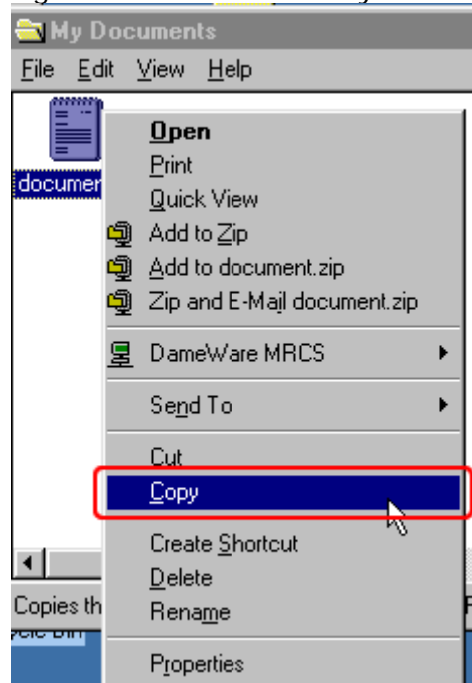 My Documents
File Edit View Help
documen
Open
Print
Quick View
Add to Zip
Add to document.zip
Zip and E-Mail document.zip
DameWare MRCS
Send To
Cut
Copy
Create Shortcut
Delete
Rename
Properties
Copies th